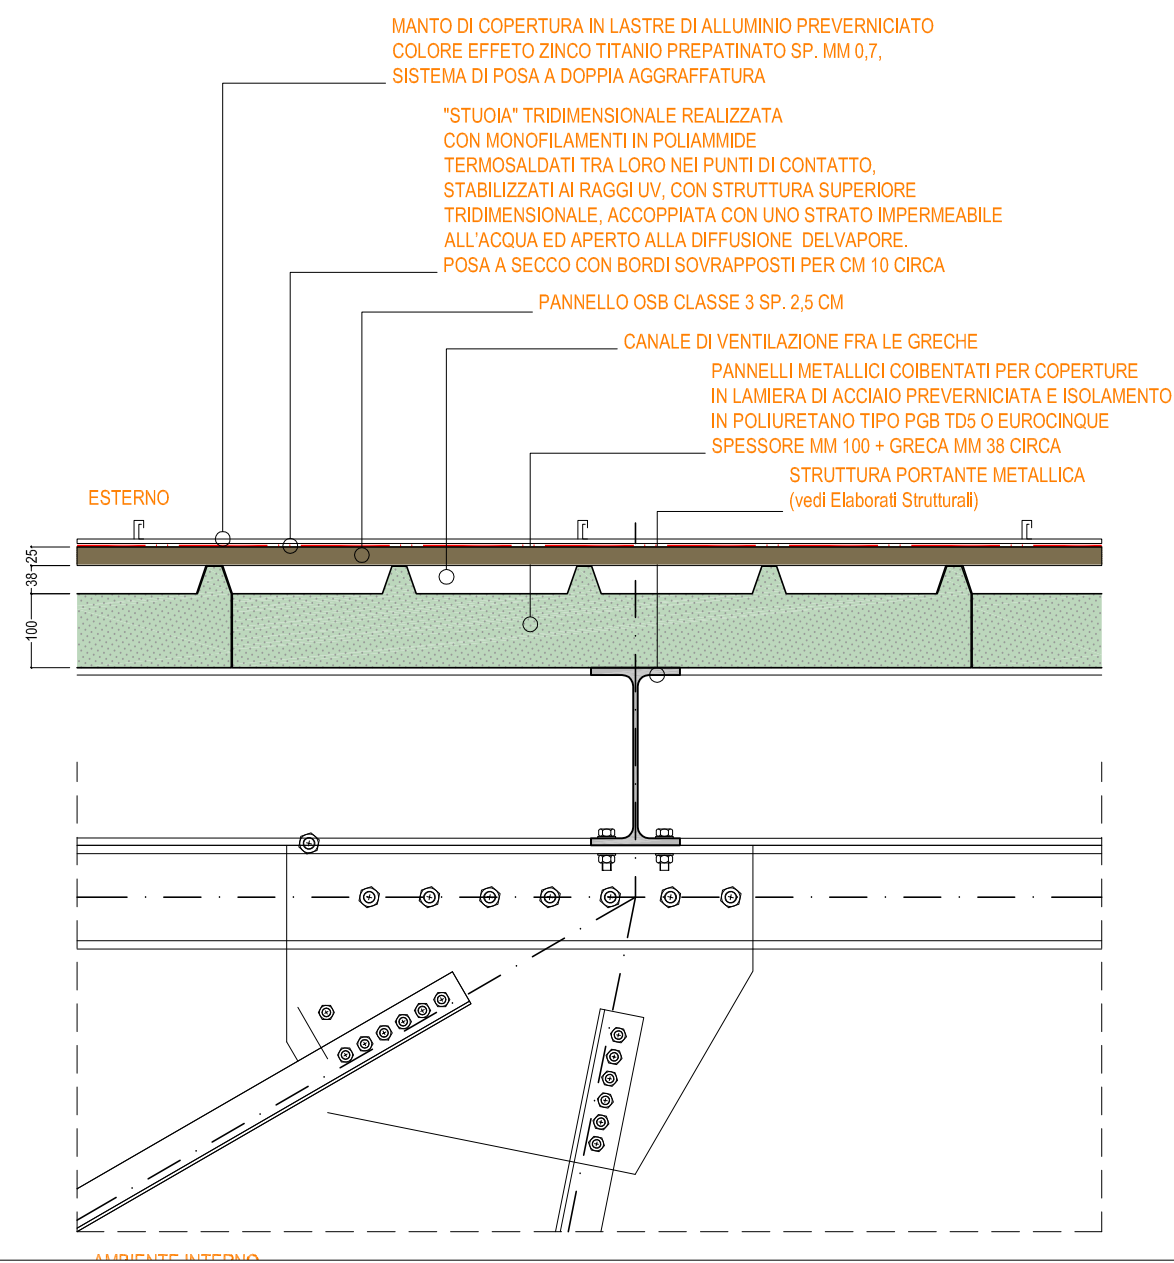 MANTO DI COPERTURA IN LASTRE DI ALLUMINIO PREVERNICIATO
COLORE EFFETO ZINCO TITANIO PREPATINATO SP. MM 0,7,
SISTEMA DI POSA A DOPPIA AGGRAFFATURA
"STUOIA" TRIDIMENSIONALE REALIZZATA
CON MONOFILAMENTI IN POLIAMMIDE
TERMOSALDATI TRA LORO NEI PUNTI DI CONTATTO,
STABILIZZATI AI RAGGI UV, CON STRUTTURA SUPERIORE
TRIDIMENSIONALE, ACCOPPIATA CON UNO STRATO IMPERMEABILE
ALL'ACQUA ED APERTO ALLA DIFFUSIONE DELVAPORE.
POSA A SECCO CON BORDI SOVRAPPOSTI PER CM 10 CIRCA
PANNELLO OSB CLASSE 3 SP. 2,5 CM
CANALE DI VENTILAZIONE FRA LE GRECHE
PANNELLI METALLICI COIBENTATI PER COPERTURE
IN LAMIERA DI ACCIAIO PREVERNICIATA E ISOLAMENTO
IN POLIURETANO TIPO PGB TD5 O EUROCINQUE
SPESSORE MM 100 + GRECA MM 38 CIRCA
STRUTTURA PORTANTE METALLICA
(vedi Elaborati Strutturali)
ESTERNO
25
38
100
AMBIENTE INTERNO